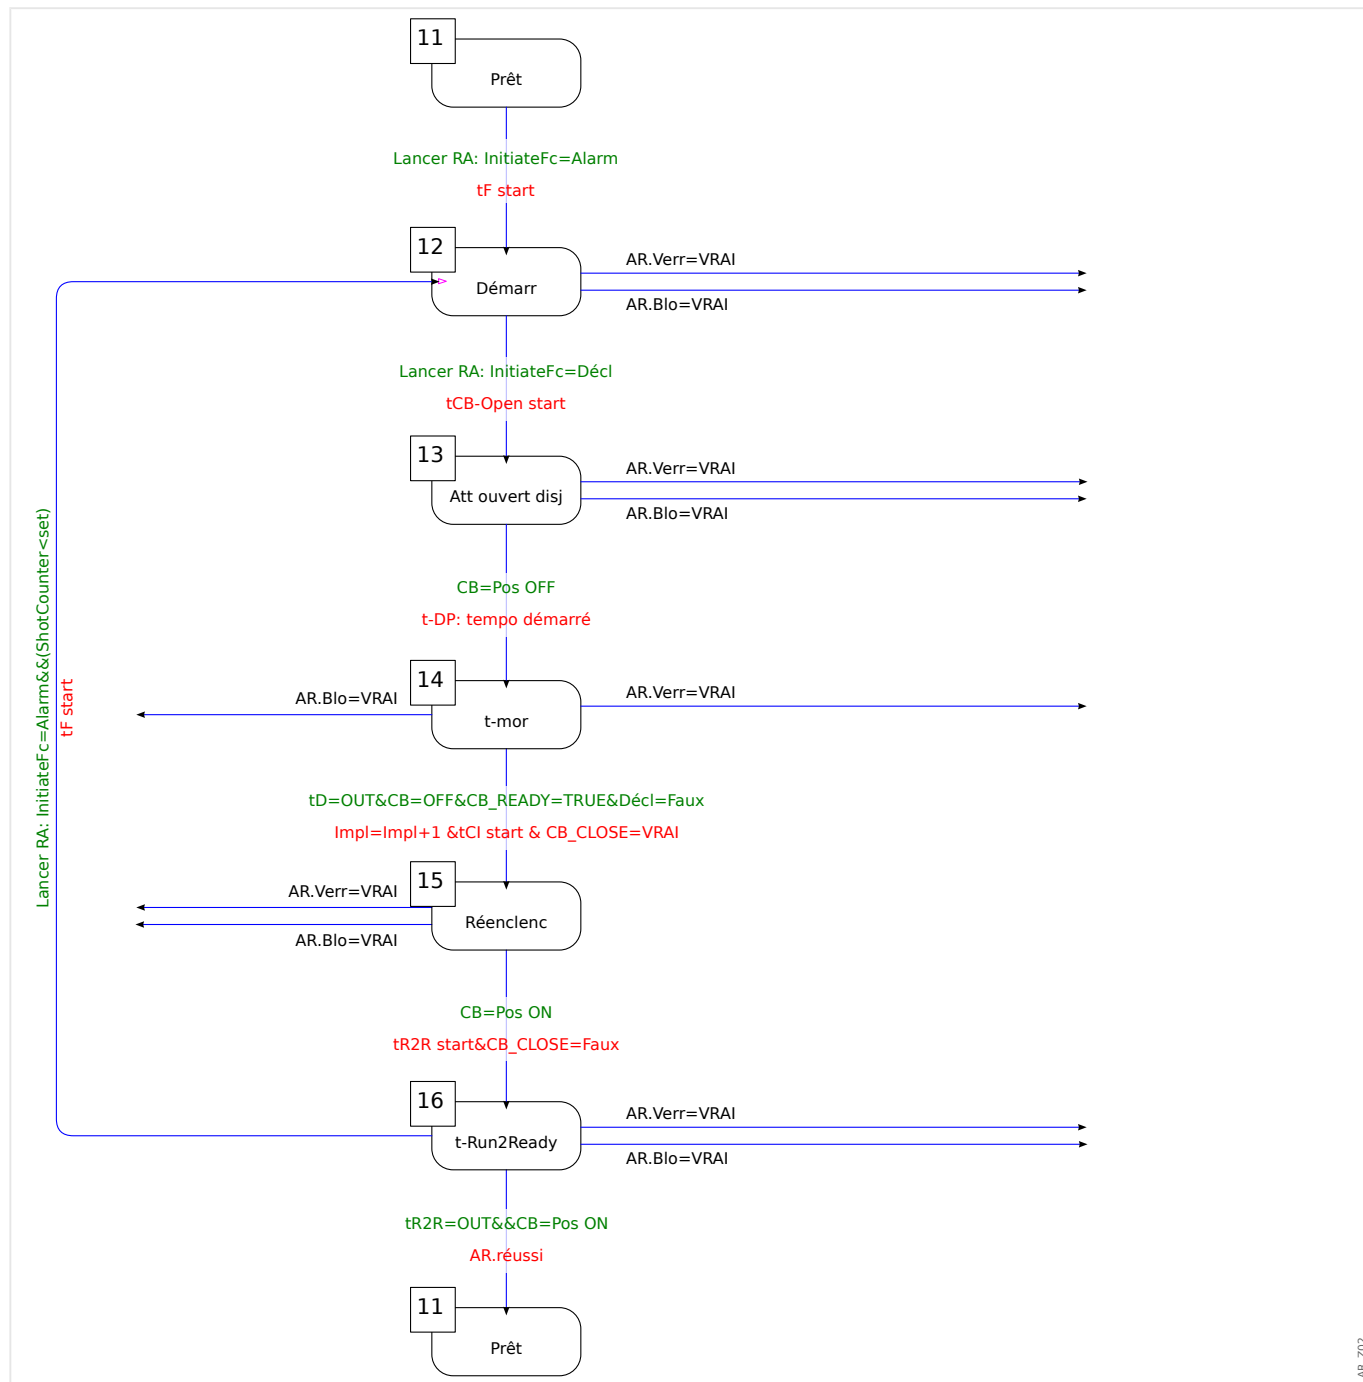 11
Prêt
Lancer RA: InitiateFc=Alarm
tF start
12
Démarr
AR.Verr=VRAI
AR.Blo=VRAI
Lancer RA: InitiateFc=Décl
tCB-Open start
13
Att ouvert disj
AR.Verr=VRAI
AR.Blo=VRAI
CB=Pos OFF
t-DP: tempo démarré
14
t-mor
AR.Blo=VRAI
AR.Verr=VRAI
tD=OUT&CB=OFF&CB_READY=TRUE&Décl=Faux
Impl=Impl+1 &tCI start & CB_CLOSE=VRAI
15
Réenclenc
AR.Verr=VRAI
AR.Blo=VRAI
CB=Pos ON
tR2R start&CB_CLOSE=Faux
16
t-Run2Ready
AR.Verr=VRAI
AR.Blo=VRAI
Lancer RA: InitiateFc=Alarm&&(ShotCounter<set)
tF start
tR2R=OUT&&CB=Pos ON
AR.réussi
11
Prêt
AR_Z02